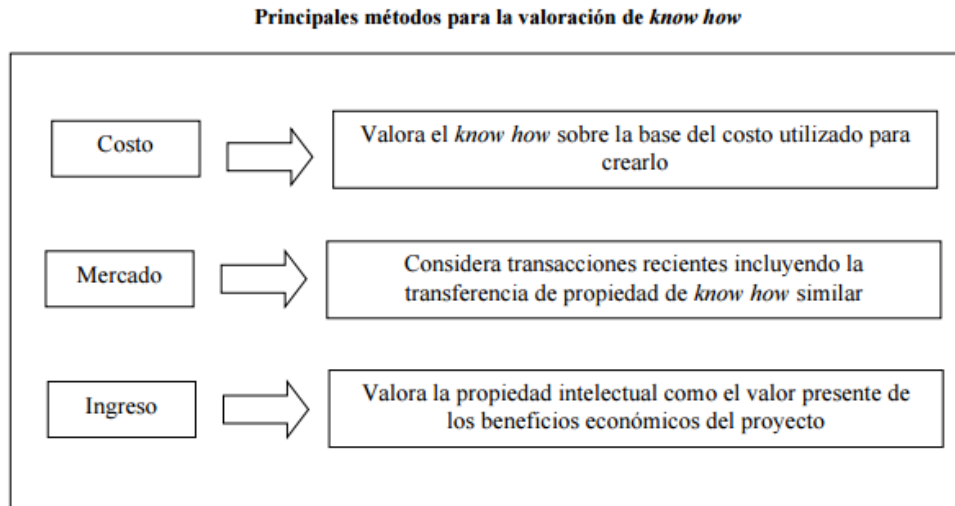 Principales métodos para la valoración de know how
Costo
Valora el know how sobre la base del costo utilizado para
crearlo
Mercado
Considera transacciones recientes incluyendo la
transferencia de propiedad de know how similar
Ingreso
Valora la propiedad intelectual como el valor presente de
los beneficios económicos del proyecto